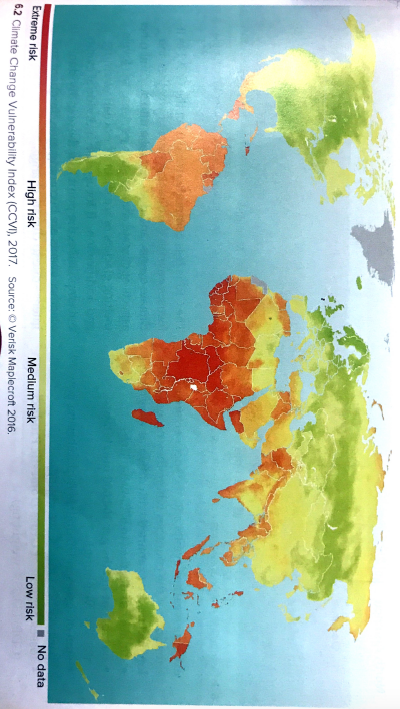 Extreme risk
High risk
Medium risk
Low risk
No data
6.2 Climate Change Vulnerability Index (CCVI), 2017. Source: © Verisk Maplecroft 2016.